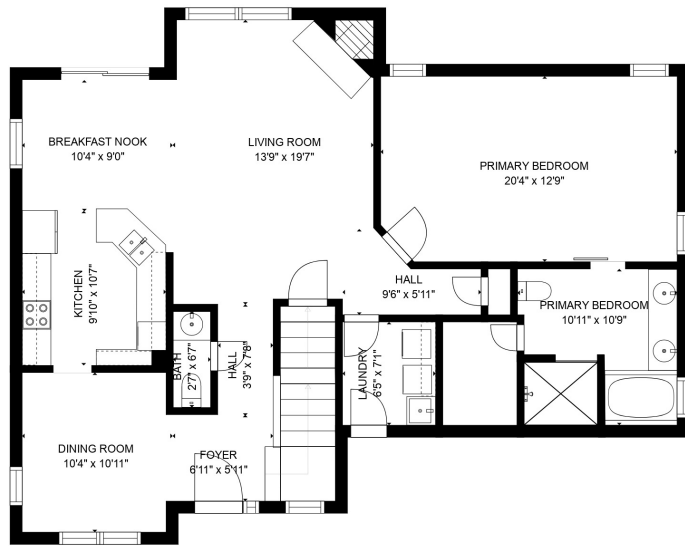 BREAKFAST NOOK
10'4" x 9'0"
LIVING ROOM
13'9" x 19'7"
PRIMARY BEDROOM
20'4" x 12'9"
KITCHEN
9'10" x 10'7"
HALL
9'6" x 5'11"
PRIMARY BEDROOM
10'11" x 10'9"
BATH
2'7" x 6'7"
HALL
3'9" x 7'8"
LAUNDRY
6'5" x 7'1"
DINING ROOM
10'4" x 10'11"
FOYER
6'11" x 5'11"